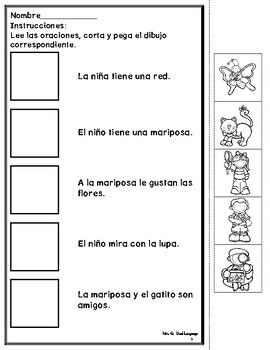 Nombre______________
Instrucciones:
Lee las oraciones, corta y pega el dibujo
correspondiente.
La niña tiene una red.
El niño tiene una mariposa.
A la mariposa le gustan las
flores.
El niño mira con la lupa.
La mariposa y el gatito son
amigos.
Mrs. G. Dual Language